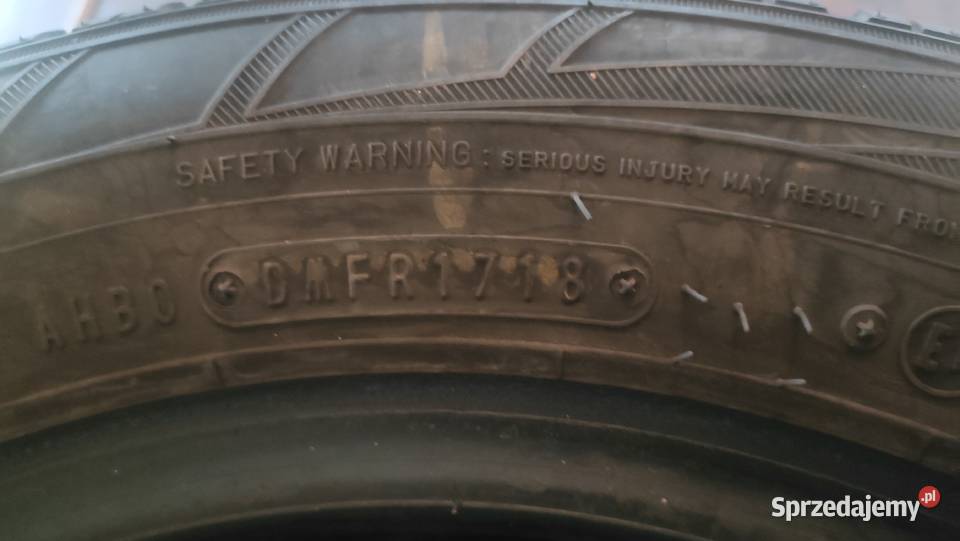 SAFETY WARNING: SERIOUS INJURY MAY RESULT FROM
AHBO DMFR1718 E
Sprzedajemy.pl